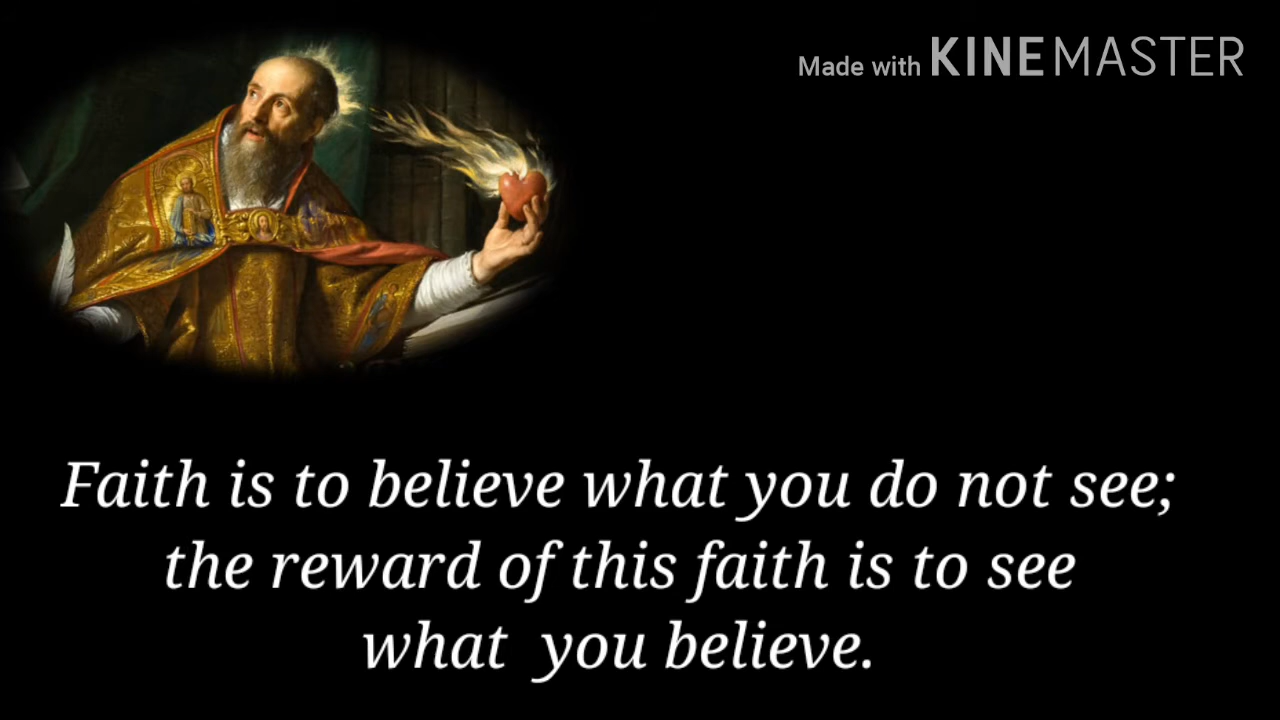 Made with KINEMASTER
Faith is to believe what you do not see;
the reward of this faith is to see
what you believe.